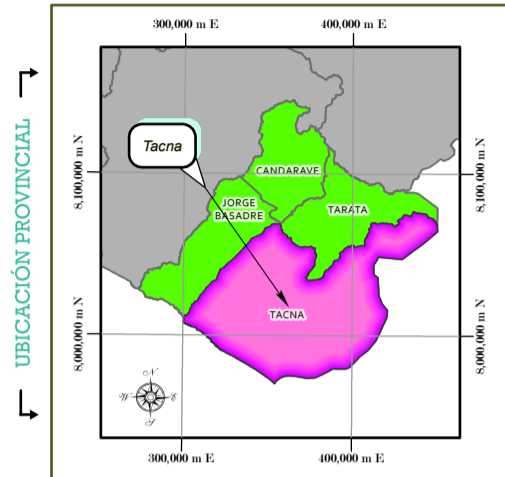 UBICACIÓN PROVINCIAL
300,000 m E
400,000 m E
8,100,000 m N
8,100,000 m N
Tacna
CANDARAVE
JORGE
BASADRE
TARATA
TACNA
8,000,000 m N
8,000,000 m N
N
W
E
S
300,000 m E
400,000 m E